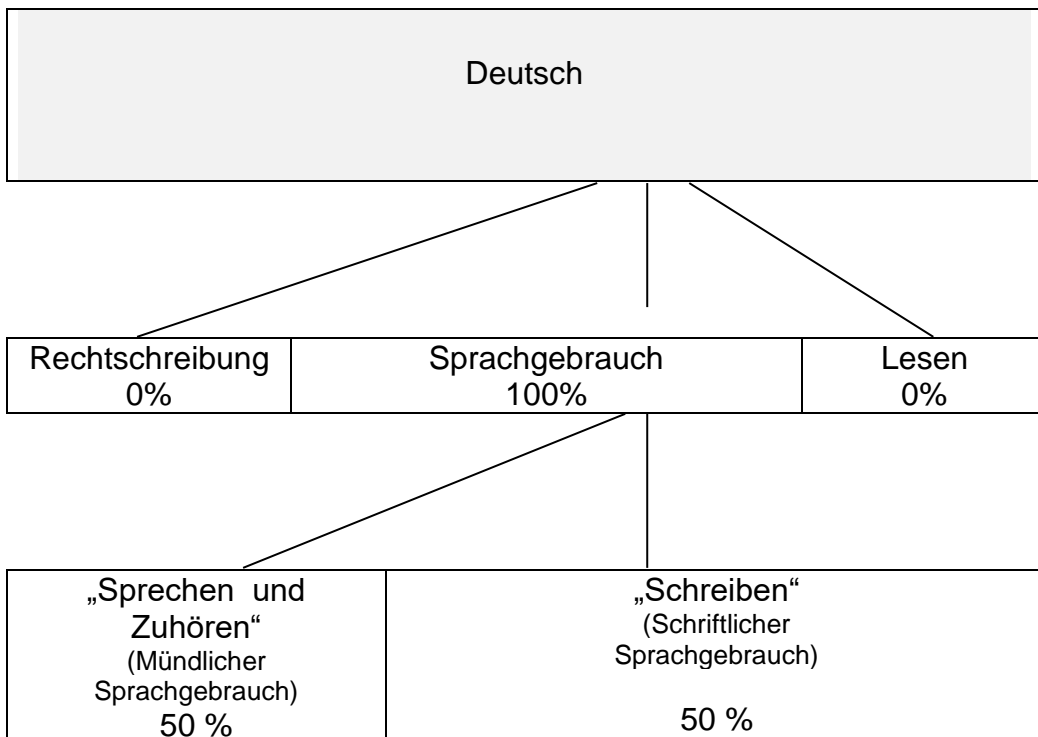 Deutsch
Rechtschreibung
0%
Sprachgebrauch
100%
Lesen
0%
„Sprechen und
Zuhören“
(Mündlicher
Sprachgebrauch)
50 %
„Schreiben“
(Schriftlicher
Sprachgebrauch)
50 %